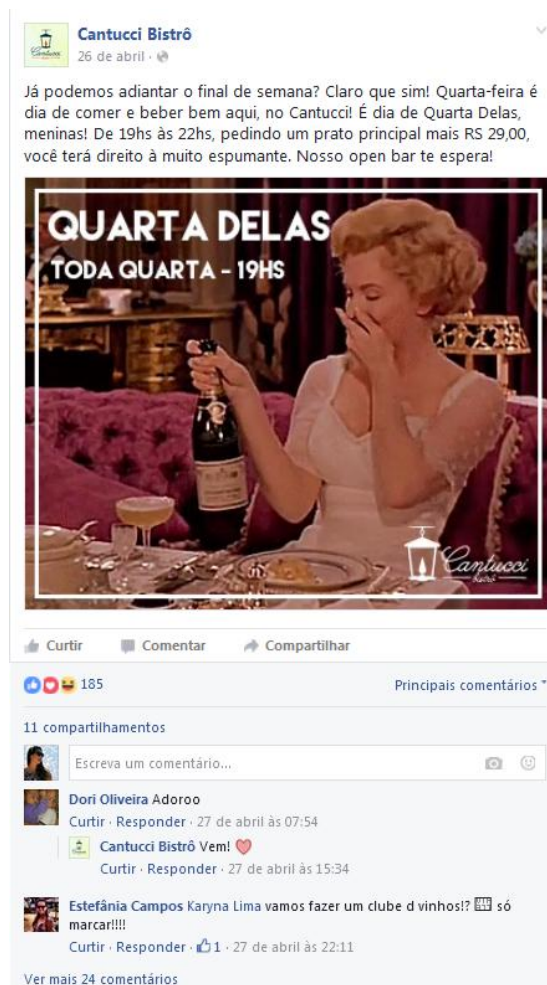 Cantucci Bistrô
26 de abril ·
Já podemos adiantar o final de semana? Claro que sim! Quarta-feira é
dia de comer e beber bem aqui, no Cantucci! É dia de Quarta Delas,
meninas! De 19hs às 22hs, pedindo um prato principal mais RS 29,00,
você terá direito à muito espumante. Nosso open bar te espera!
QUARTA DELAS
TODA QUARTA - 19HS
Cantucci
Bistrô
Curtir Comentar Compartilhar
185 Principais comentários
11 compartilhamentos
Escreva um comentário...
Dori Oliveira Adoroo
Curtir · Responder · 27 de abril às 07:54
Cantucci Bistrô Vem! ❤
Curtir · Responder · 27 de abril às 15:34
Estefânia Campos Karyna Lima vamos fazer um clube d vinhos!? só
marcar!!!!
Curtir · Responder · 1 · 27 de abril às 22:11
Ver mais 24 comentários